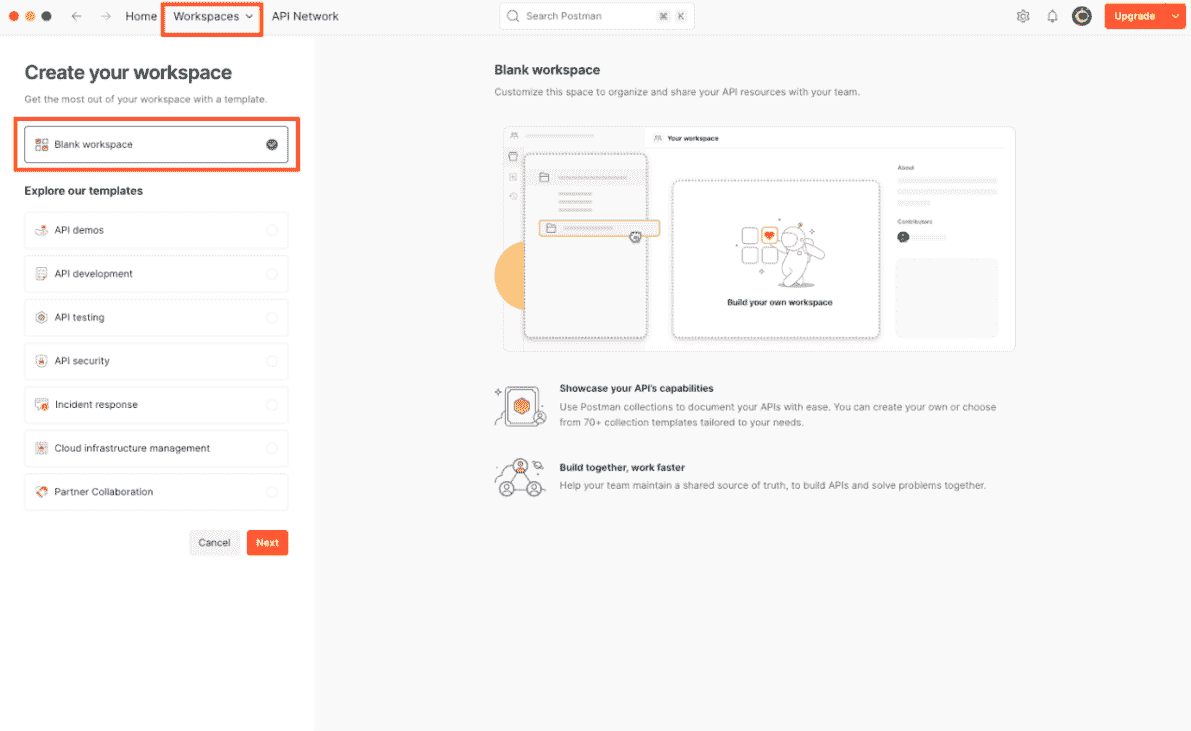 Home Workspaces API Network Search Postman ⌘ K Upgrade
Create your workspace
Get the most out of your workspace with a template.
Blank workspace
Explore our templates
API demos
API development
API testing
API security
Incident response
Cloud infrastructure management
Partner Collaboration
Cancel Next
Blank workspace
Customize this space to organize and share your API resources with your team.
Your workspace
About
Contributors
Build your own workspace
Showcase your API's capabilities
Use Postman collections to document your APIs with ease. You can create your own or choose
from 70+ collection templates tailored to your needs.
Build together, work faster
Help your team maintain a shared source of truth, to build APIs and solve problems together.